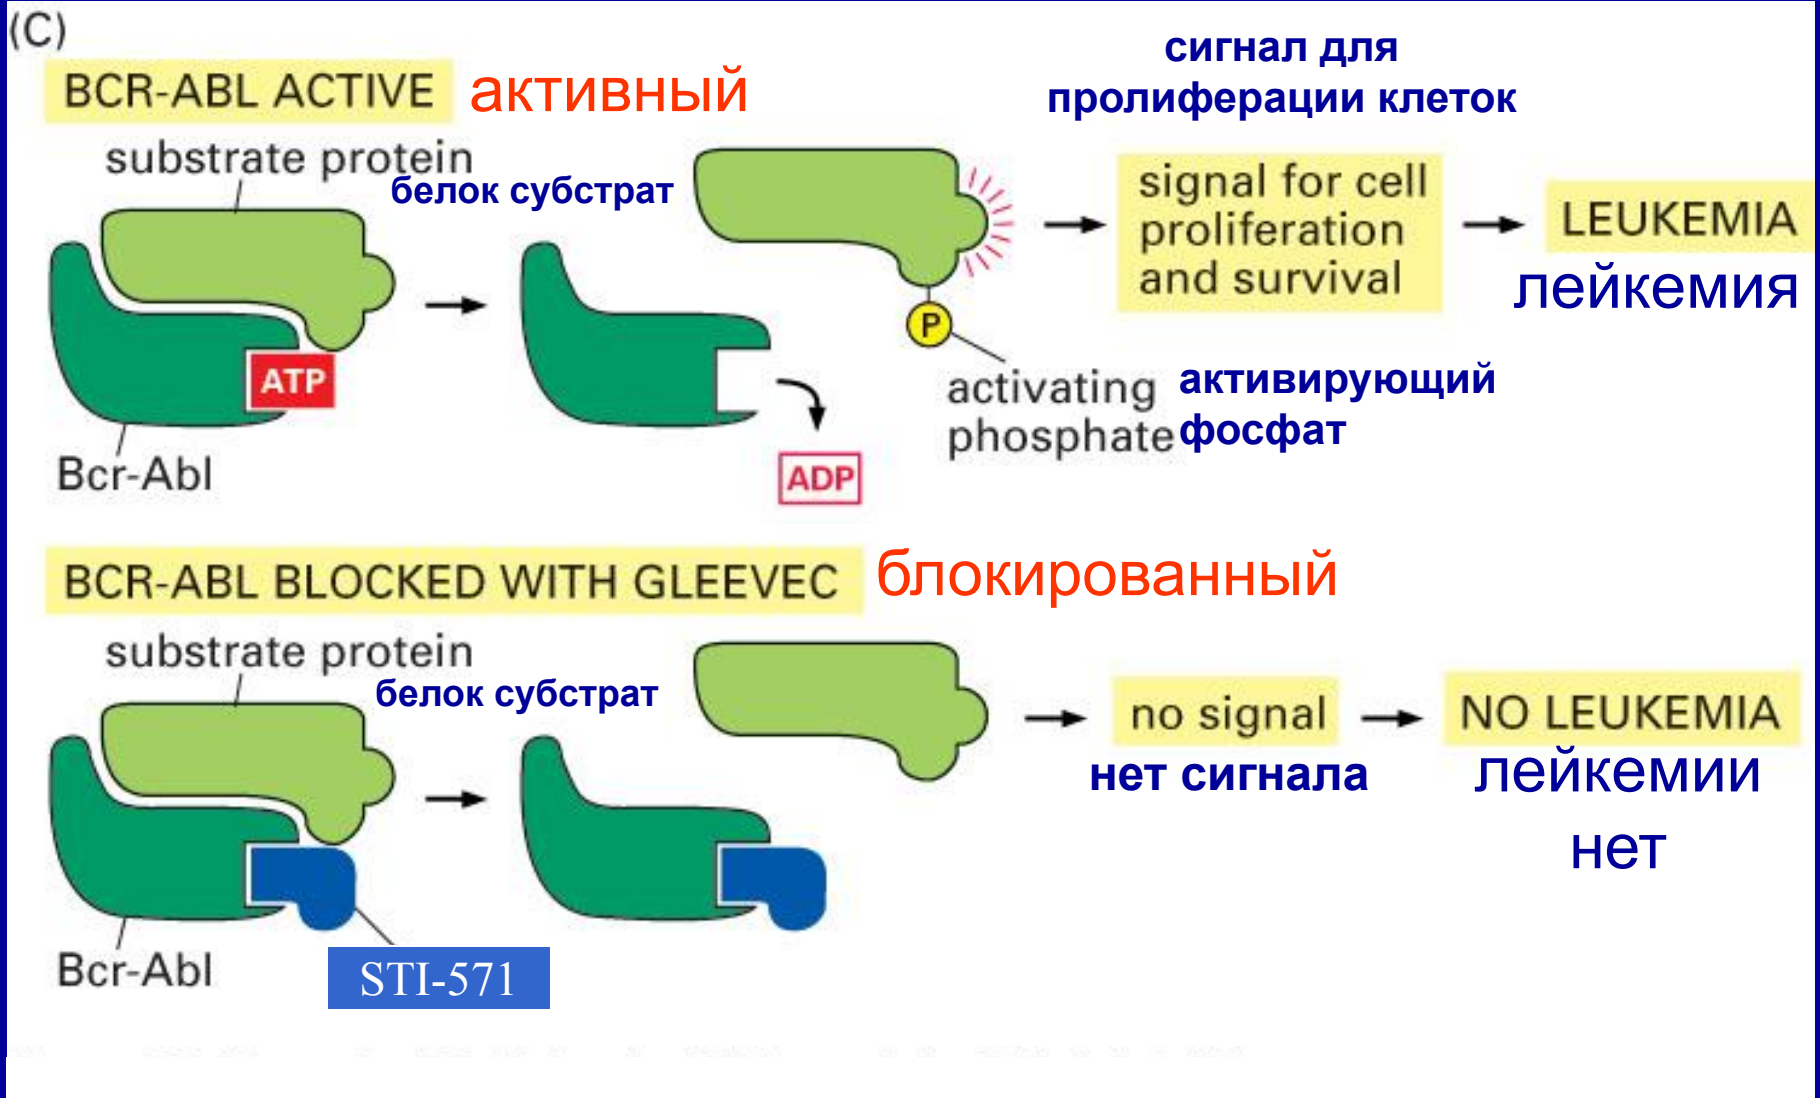 (C)
BCR-ABL ACTIVE активный
substrate protein
белок субстрат
сигнал для
пролиферации клеток
signal for cell
proliferation
and survival
LEUKEMIA
лейкемия
ATP
P
activating
phosphate
активирующий
фосфат
Bcr-Abl
ADP
BCR-ABL BLOCKED WITH GLEEVEC блокированный
substrate protein
белок субстрат
no signal
нет сигнала
NO LEUKEMIA
лейкемии
нет
Bcr-Abl
STI-571